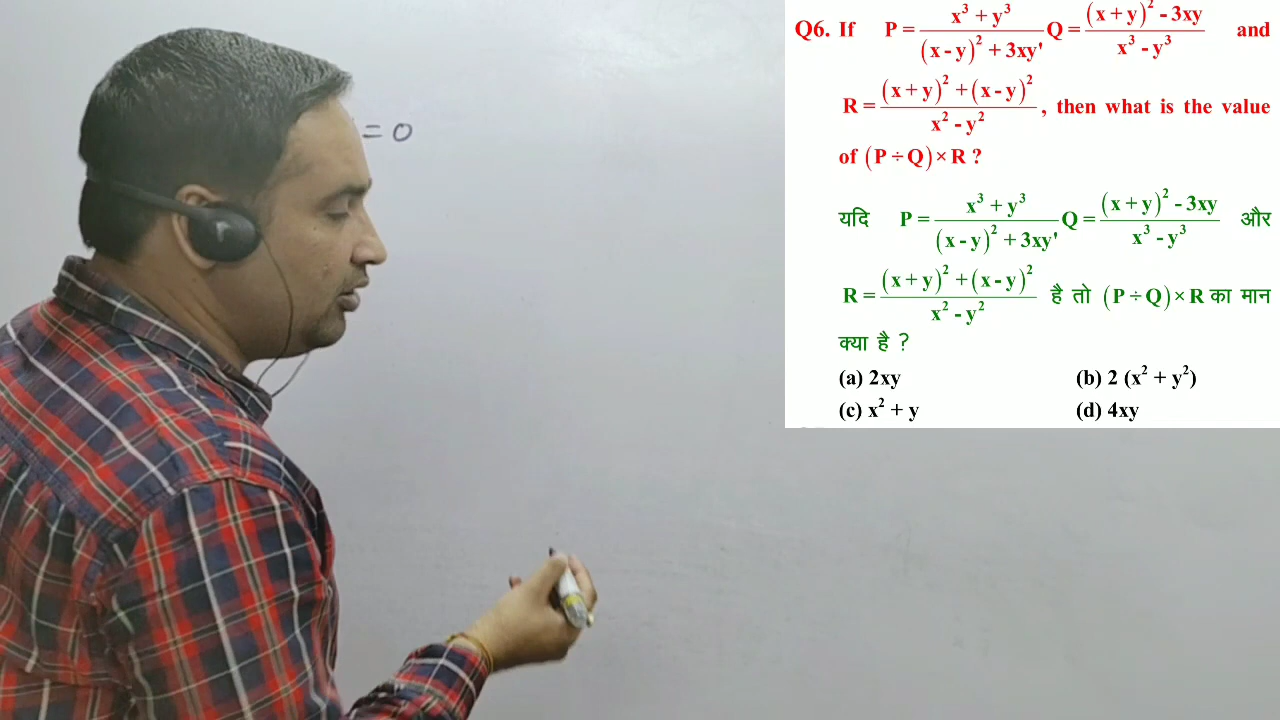 = 0
Q6. If P = (x³ + y³)/((x - y)² + 3xy' Q = ((x + y)² - 3xy)/(x³ - y³) and
R = ((x + y)² + (x - y)²)/(x² - y²), then what is the value
of (P ÷ Q) × R ?
यदि P = (x³ + y³)/((x - y)² + 3xy' Q = ((x + y)² - 3xy)/(x³ - y³) और
R = ((x + y)² + (x - y)²)/(x² - y²) है तो (P ÷ Q) × R का मान
क्या है ?
(a) 2xy (b) 2 (x² + y²)
(c) x² + y (d) 4xy